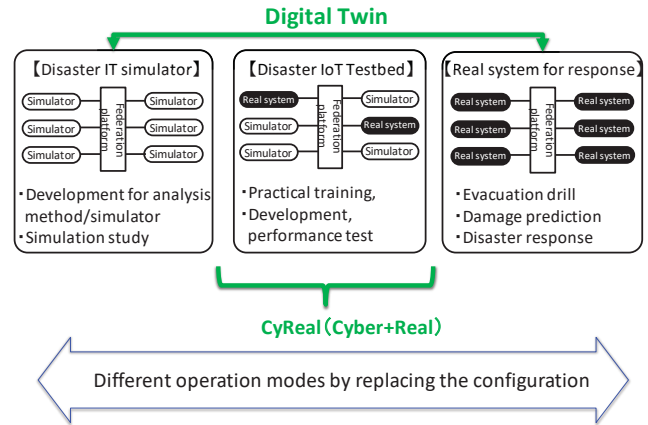 Digital Twin
【Disaster IT simulator】
Simulator
Simulator
Simulator
Federation
platform
Simulator
Simulator
Simulator
・Development for analysis
method/simulator
・Simulation study
【Disaster IoT Testbed】
Real system
Simulator
Simulator
Federation
platform
Simulator
Real system
Simulator
・Practical training,
・Development,
performance test
【Real system for response】
Real system
Real system
Real system
Federation
platform
Real system
Real system
Real system
・Evacuation drill
・Damage prediction
・Disaster response
CyReal（Cyber+Real）
Different operation modes by replacing the configuration